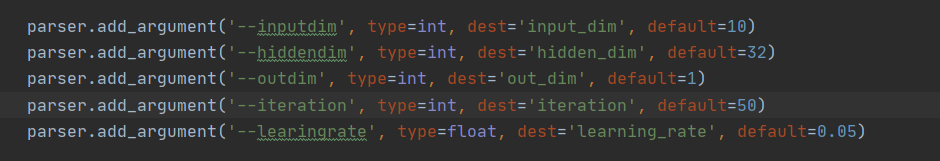 parser.add_argument('--inputdim', type=int, dest='input_dim', default=10)
parser.add_argument('--hiddendim', type=int, dest='hidden_dim', default=32)
parser.add_argument('--outdim', type=int, dest='out_dim', default=1)
parser.add_argument('--iteration', type=int, dest='iteration', default=50)
parser.add_argument('--learingrate', type=float, dest='learning_rate', default=0.05)